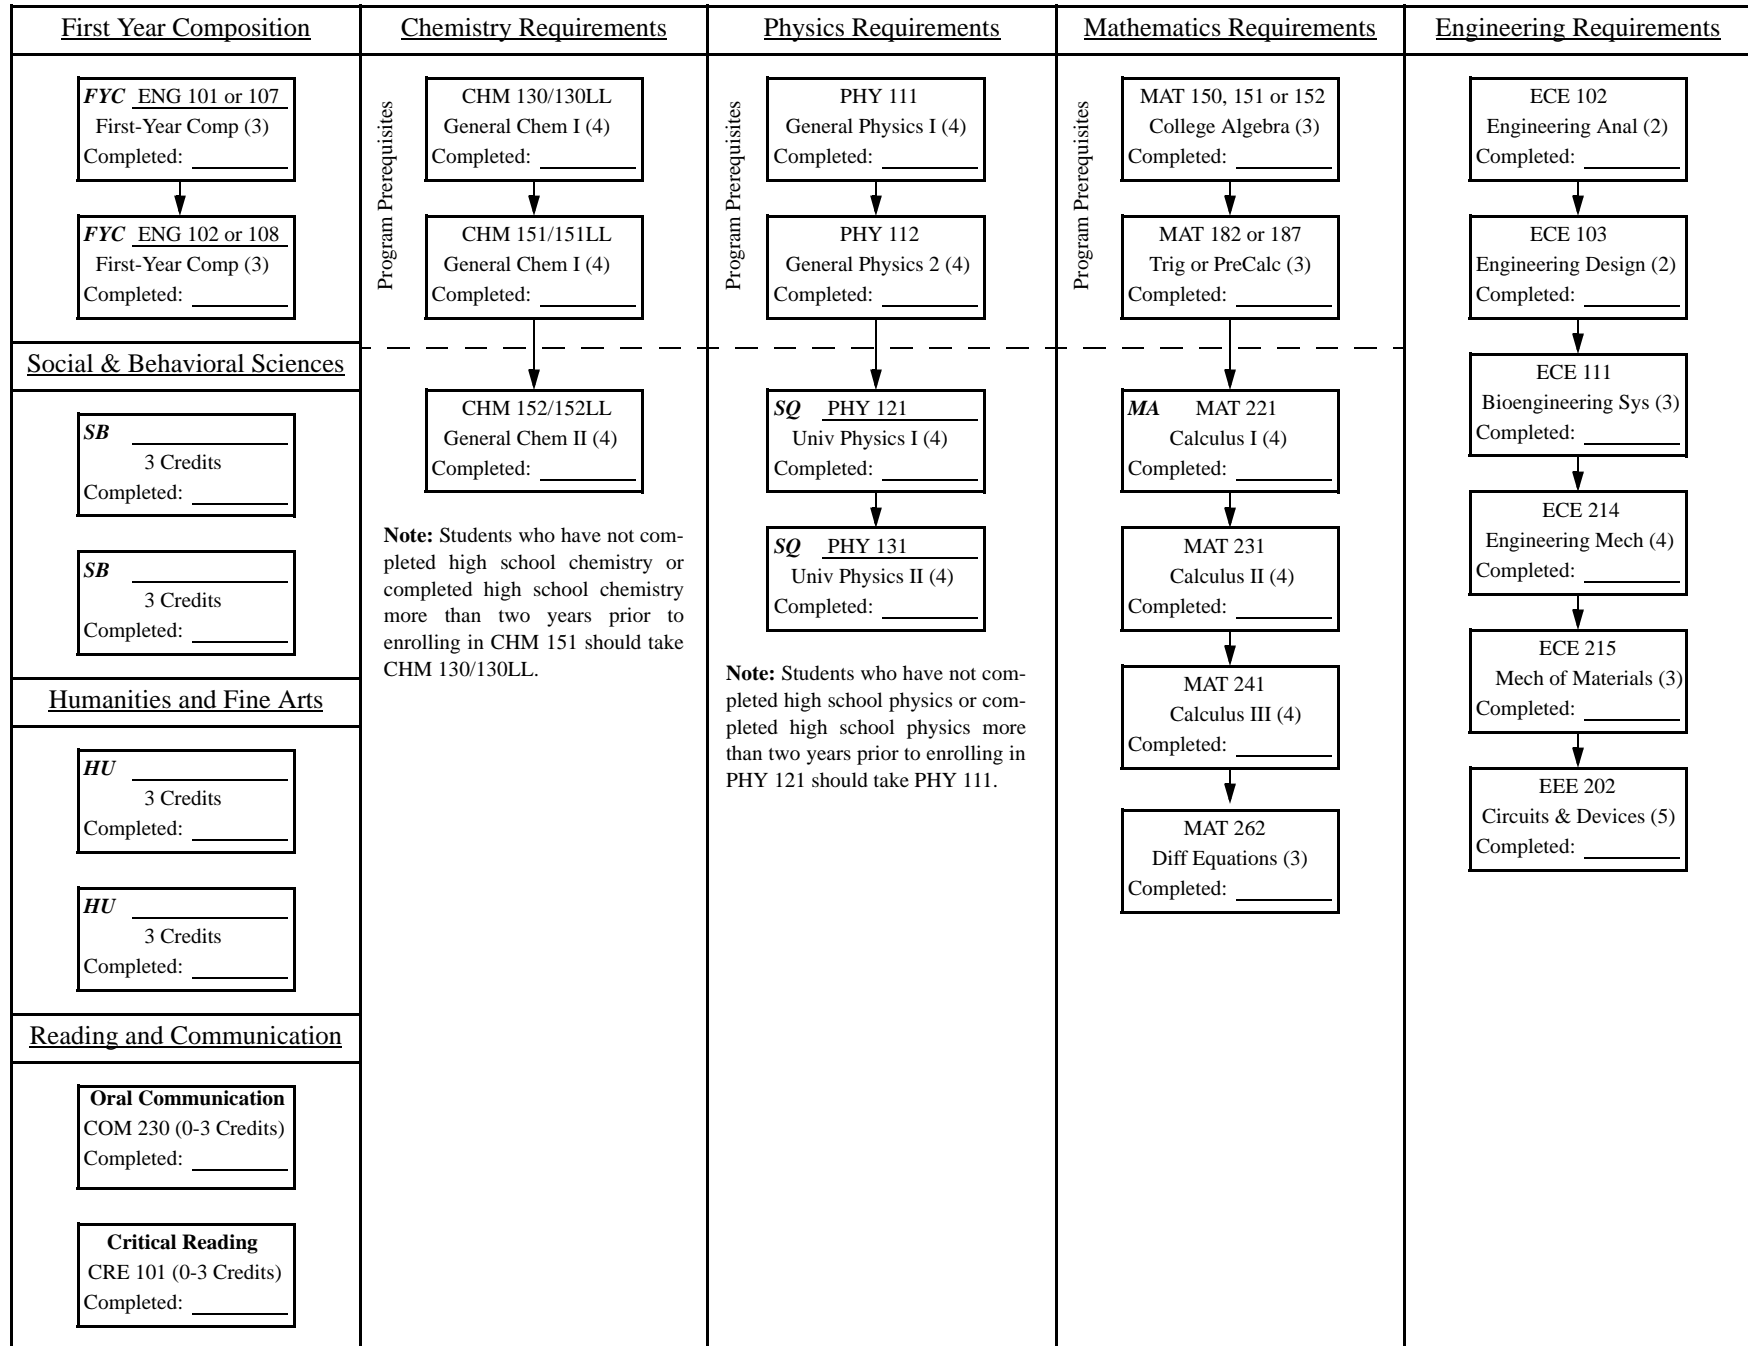 First Year Composition
FYC ENG 101 or 107
First-Year Comp (3)
Completed:
FYC ENG 102 or 108
First-Year Comp (3)
Completed:
Social & Behavioral Sciences
SB
3 Credits
Completed:
SB
3 Credits
Completed:
Humanities and Fine Arts
HU
3 Credits
Completed:
HU
3 Credits
Completed:
Reading and Communication
Oral Communication
COM 230 (0-3 Credits)
Completed:
Critical Reading
CRE 101 (0-3 Credits)
Completed:
Chemistry Requirements
Program Prerequisites
CHM 130/130LL
General Chem I (4)
Completed:
CHM 151/151LL
General Chem I (4)
Completed:
CHM 152/152LL
General Chem II (4)
Completed:
Note: Students who have not com-
pleted high school chemistry or
completed high school chemistry
more than two years prior to
enrolling in CHM 151 should take
CHM 130/130LL.
Physics Requirements
Program Prerequisites
PHY 111
General Physics I (4)
Completed:
PHY 112
General Physics 2 (4)
Completed:
SQ PHY 121
Univ Physics I (4)
Completed:
SQ PHY 131
Univ Physics II (4)
Completed:
Note: Students who have not com-
pleted high school physics or com-
pleted high school physics more
than two years prior to enrolling in
PHY 121 should take PHY 111.
Mathematics Requirements
Program Prerequisites
MAT 150, 151 or 152
College Algebra (3)
Completed:
MAT 182 or 187
Trig or PreCalc (3)
Completed:
MA MAT 221
Calculus I (4)
Completed:
MAT 231
Calculus II (4)
Completed:
MAT 241
Calculus III (4)
Completed:
MAT 262
Diff Equations (3)
Completed:
Engineering Requirements
ECE 102
Engineering Anal (2)
Completed:
ECE 103
Engineering Design (2)
Completed:
ECE 111
Bioengineering Sys (3)
Completed:
ECE 214
Engineering Mech (4)
Completed:
ECE 215
Mech of Materials (3)
Completed:
EEE 202
Circuits & Devices (5)
Completed: